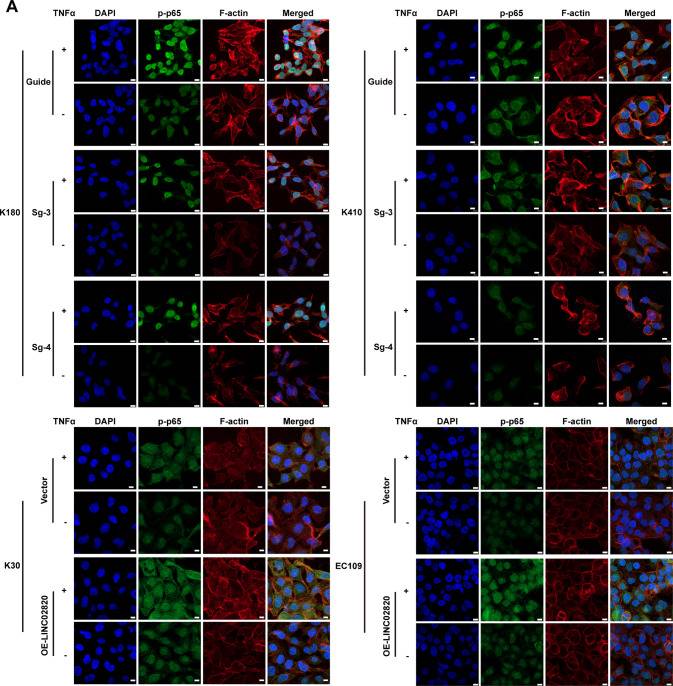 A
TNFα DAPI p-p65 F-actin Merged
+
Guide
-
+
K180 Sg-3
-
+
Sg-4
-
TNFα DAPI p-p65 F-actin Merged
+
Guide
-
+
K410 Sg-3
-
+
Sg-4
-
TNFα DAPI p-p65 F-actin Merged
+
Vector
-
K30
+
OE-LINC02820
-
TNFα DAPI p-p65 F-actin Merged
+
Vector
-
EC109
+
OE-LINC02820
-